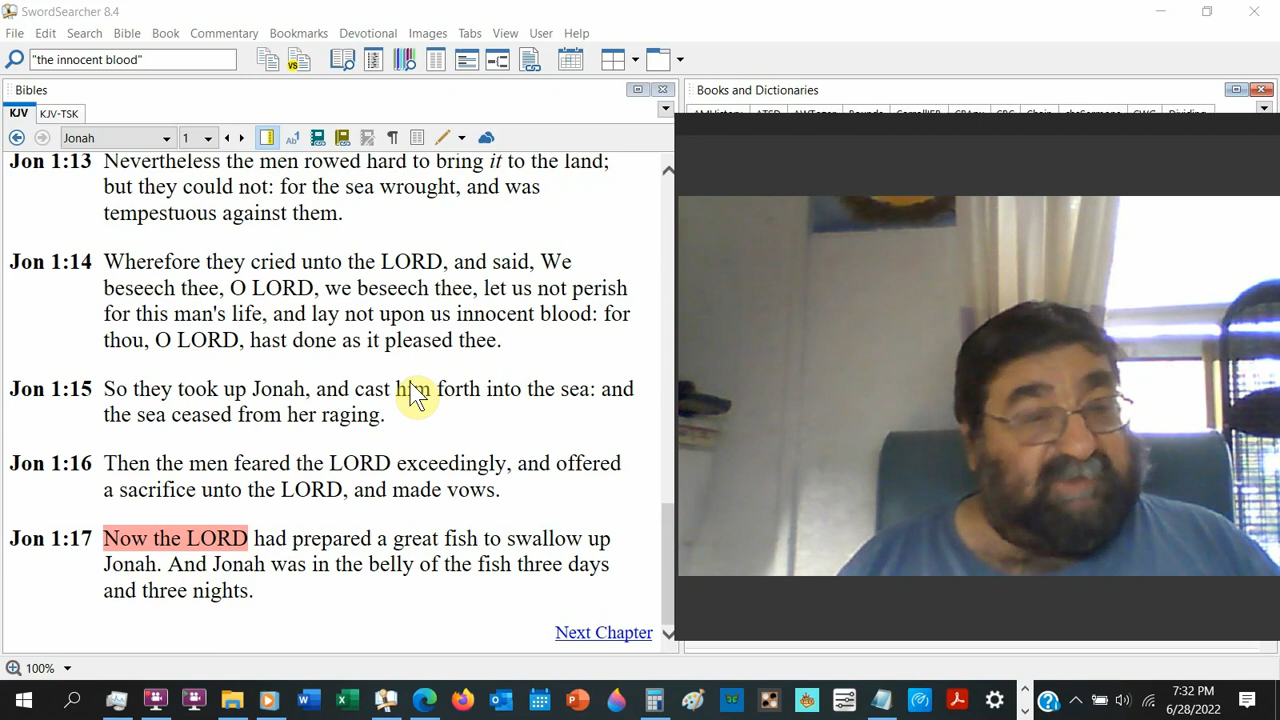 SwordSearcher 8.4
File Edit Search Bible Book Commentary Bookmarks Devotional Images Tabs View User Help
"the innocent blood"
VS
Bibles
Books and Dictionaries
KJV KJV-TSK
Jonah 1
Jon 1:13 Nevertheless the men rowed hard to bring it to the land;
but they could not: for the sea wrought, and was
tempestuous against them.
Jon 1:14 Wherefore they cried unto the LORD, and said, We
beseech thee, O LORD, we beseech thee, let us not perish
for this man's life, and lay not upon us innocent blood: for
thou, O LORD, hast done as it pleased thee.
Jon 1:15 So they took up Jonah, and cast him forth into the sea: and
the sea ceased from her raging.
Jon 1:16 Then the men feared the LORD exceedingly, and offered
a sacrifice unto the LORD, and made vows.
Jon 1:17 Now the LORD had prepared a great fish to swallow up
Jonah. And Jonah was in the belly of the fish three days
and three nights.
Next Chapter
100%
7:32 PM
6/28/2022